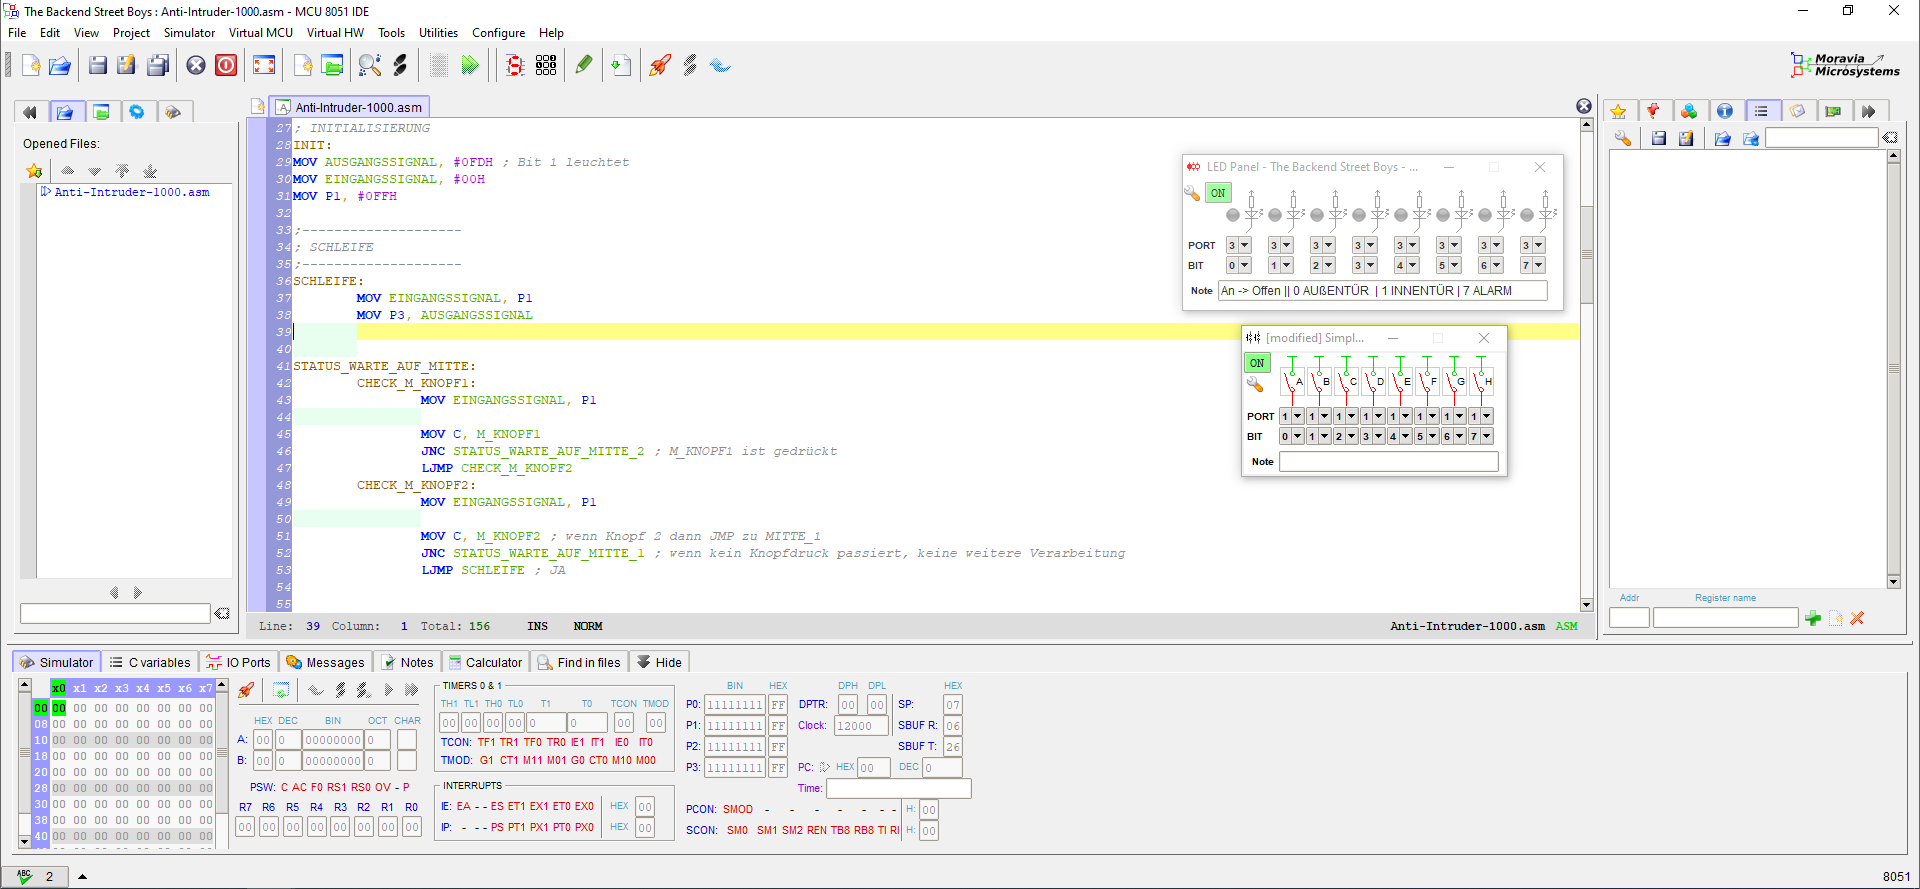 The Backend Street Boys : Anti-Intruder-1000.asm - MCU 8051 IDE
File Edit View Project Simulator Virtual MCU Virtual HW Tools Utilities Configure Help
Moravia
Microsystems
Opened Files:
Anti-Intruder-1000.asm
Anti-Intruder-1000.asm
27 ; INITIALISIERUNG
28 INIT:
29 MOV AUSGANGSSIGNAL, #0FDH ; Bit 1 leuchtet
30 MOV EINGANGSSIGNAL, #00H
31 MOV P1, #0FFH
32
33 ;--------------------
34 ; SCHLEIFE
35 ;--------------------
36 SCHLEIFE:
37 MOV EINGANGSSIGNAL, P1
38 MOV P3, AUSGANGSSIGNAL
39
40
41 STATUS_WARTE_AUF_MITTE:
42 CHECK_M_KNOPF1:
43 MOV EINGANGSSIGNAL, P1
44
45 MOV C, M_KNOPF1
46 JNC STATUS_WARTE_AUF_MITTE_2 ; M_KNOPF1 ist gedrückt
47 LJMP CHECK_M_KNOPF2
48 CHECK_M_KNOPF2:
49 MOV EINGANGSSIGNAL, P1
50
51 MOV C, M_KNOPF2 ; wenn Knopf 2 dann JMP zu MITTE_1
52 JNC STATUS_WARTE_AUF_MITTE_1 ; wenn kein Knopfdruck passiert, keine weitere Verarbeitung
53 LJMP SCHLEIFE ; JA
54
55
Line: 39 Column: 1 Total: 156 INS NORM Anti-Intruder-1000.asm ASM
LED Panel - The Backend Street Boys - ...
ON
PORT 3 3 3 3 3 3 3 3
BIT 0 1 2 3 4 5 6 7
Note An -> Offen || 0 AUßENTÜR | 1 INNENTÜR | 7 ALARM
[modified] Simpl...
ON
A B C D E F G H
PORT 1 1 1 1 1 1 1 1
BIT 0 1 2 3 4 5 6 7
Note
Addr Register name
Simulator C variables IO Ports Messages Notes Calculator Find in files Hide
x0 x1 x2 x3 x4 x5 x6 x7
00 00 00 00 00 00 00 00 00
08 00 00 00 00 00 00 00 00
10 00 00 00 00 00 00 00 00
18 00 00 00 00 00 00 00 00
20 00 00 00 00 00 00 00 00
28 00 00 00 00 00 00 00 00
30 00 00 00 00 00 00 00 00
38 00 00 00 00 00 00 00 00
40 00 00 00 00 00 00 00 00
HEX DEC BIN OCT CHAR
A: 00 0 00000000 0
B: 00 0 00000000 0
PSW: C AC F0 RS1 RS0 OV - P
R7 R6 R5 R4 R3 R2 R1 R0
00 00 00 00 00 00 00 00
TIMERS 0 & 1
TH1 TL1 TH0 TL0 T1 T0 TCON TMOD
00 00 00 00 0 0 00 00
TCON: TF1 TR1 TF0 TR0 IE1 IT1 IE0 IT0
TMOD: G1 CT1 M11 M01 G0 CT0 M10 M00
INTERRUPTS
IE: EA - - ES ET1 EX1 ET0 EX0 HEX 00
IP: - - - PS PT1 PX1 PT0 PX0 HEX 00
BIN HEX
P0: 11111111 FF
P1: 11111111 FF
P2: 11111111 FF
P3: 11111111 FF
DPH DPL HEX
DPTR: 00 00 SP: 07
Clock: 12000 SBUF R: 06
SBUF T: 26
PC: HEX 00 DEC 0
Time:
PCON: SMOD - - - - - - - H: 00
SCON: SM0 SM1 SM2 REN TB8 RB8 TI RI H: 00
ABC 2
8051